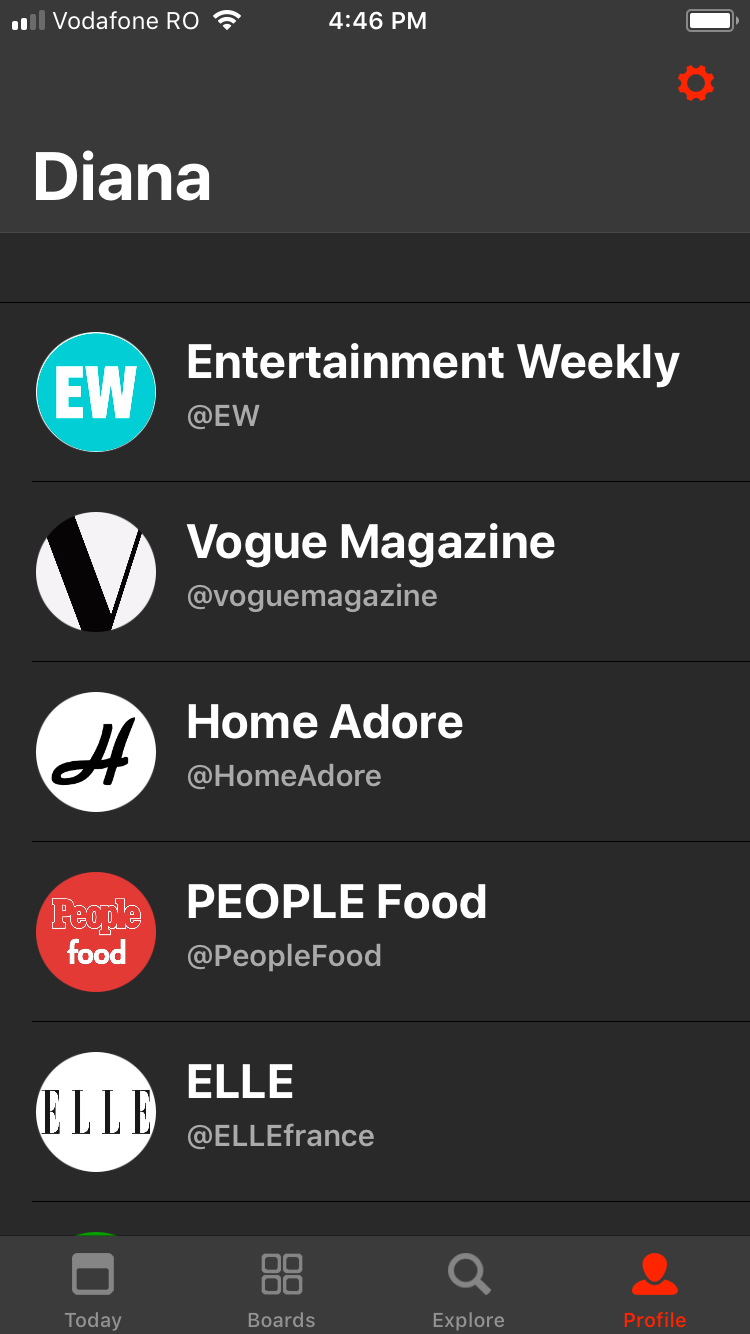 Vodafone RO 4:46 PM
Diana
EW
Entertainment Weekly
@EW
V
Vogue Magazine
@voguemagazine
H
Home Adore
@HomeAdore
People
food
PEOPLE Food
@PeopleFood
ELLE
ELLE
@ELLEfrance
Today Boards Explore Profile